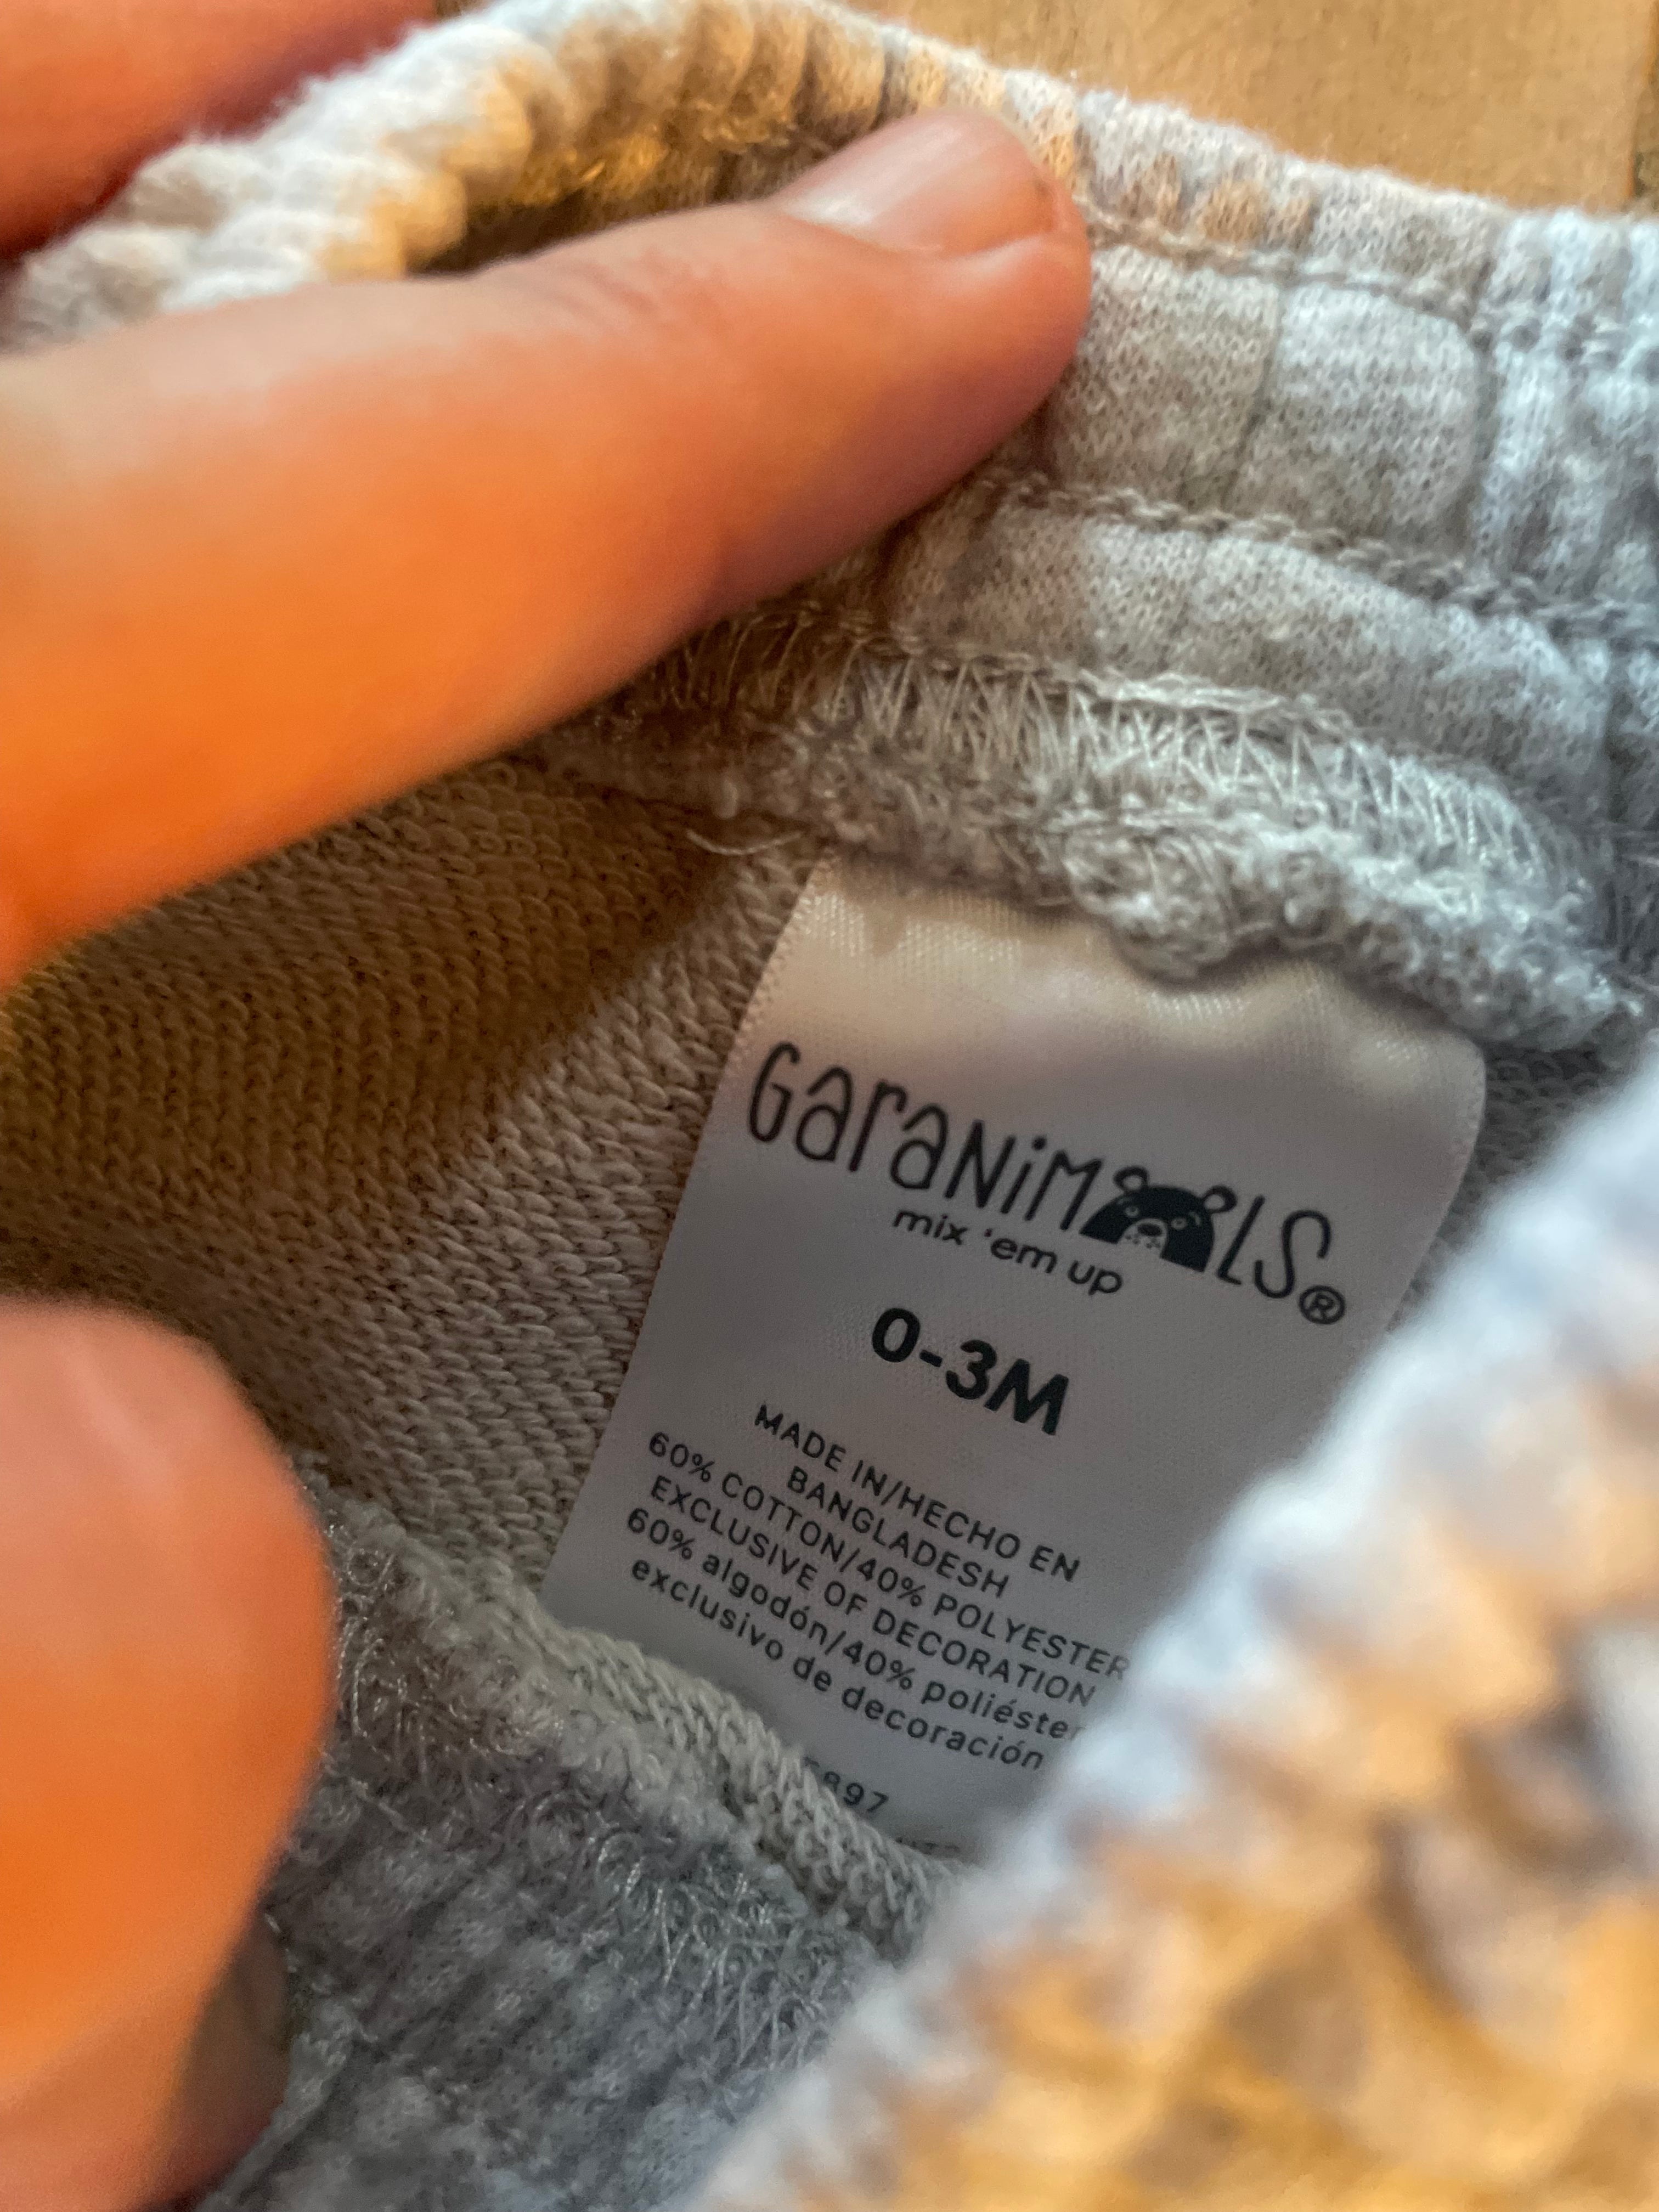 GaraNiMALS®
mix 'em up
0-3M
MADE IN/HECHO EN
BANGLADESH
60% COTTON/40% POLYESTER
EXCLUSIVE OF DECORATION
60% algodón/40% poliéster
exclusivo de decoración
897